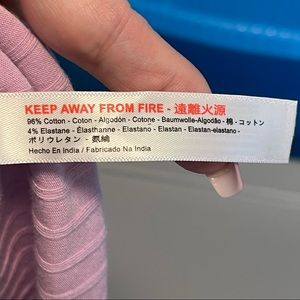 KEEP AWAY FROM FIRE - 遠離火源
96% Cotton - Coton - Algodón - Cotone - Baumwolle-Algodão - 棉 - コットン
4% Elastane - Élasthanne - Elastano - Elastan - Elastan-elastano -
ポリウレタン - 氨綸
Hecho En India / Fabricado Na India